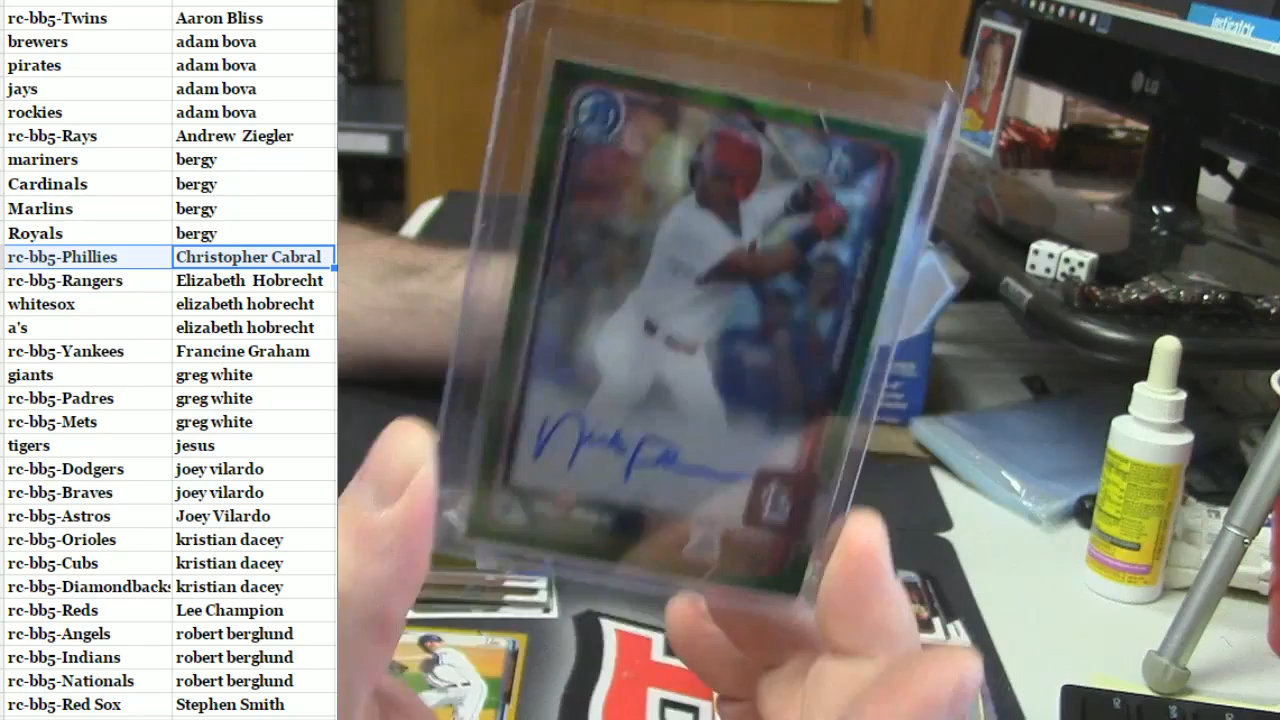 rc-bb5-Twins Aaron Bliss
brewers adam bova
pirates adam bova
jays adam bova
rockies adam bova
rc-bb5-Rays Andrew Ziegler
mariners bergy
Cardinals bergy
Marlins bergy
Royals bergy
rc-bb5-Phillies Christopher Cabral
rc-bb5-Rangers Elizabeth Hobrecht
whitesox elizabeth hobrecht
a's elizabeth hobrecht
rc-bb5-Yankees Francine Graham
giants greg white
rc-bb5-Padres greg white
rc-bb5-Mets greg white
tigers jesus
rc-bb5-Dodgers joey vilardo
rc-bb5-Braves joey vilardo
rc-bb5-Astros Joey Vilardo
rc-bb5-Orioles kristian dacey
rc-bb5-Cubs kristian dacey
rc-bb5-Diamondbacks kristian dacey
rc-bb5-Reds Lee Champion
rc-bb5-Angels robert berglund
rc-bb5-Indians robert berglund
rc-bb5-Nationals robert berglund
rc-bb5-Red Sox Stephen Smith
LG